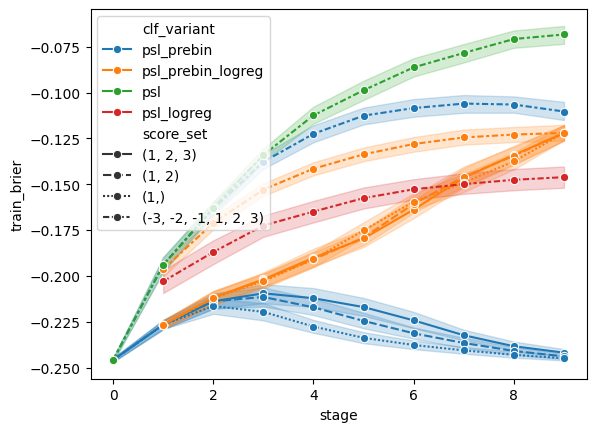 clf_variant
psl_prebin
psl_prebin_logreg
psl
psl_logreg
score_set
(1, 2, 3)
(1, 2)
(1,)
(-3, -2, -1, 1, 2, 3)
train_brier
−0.075
−0.100
−0.125
−0.150
−0.175
−0.200
−0.225
−0.250
0
2
4
6
8
stage